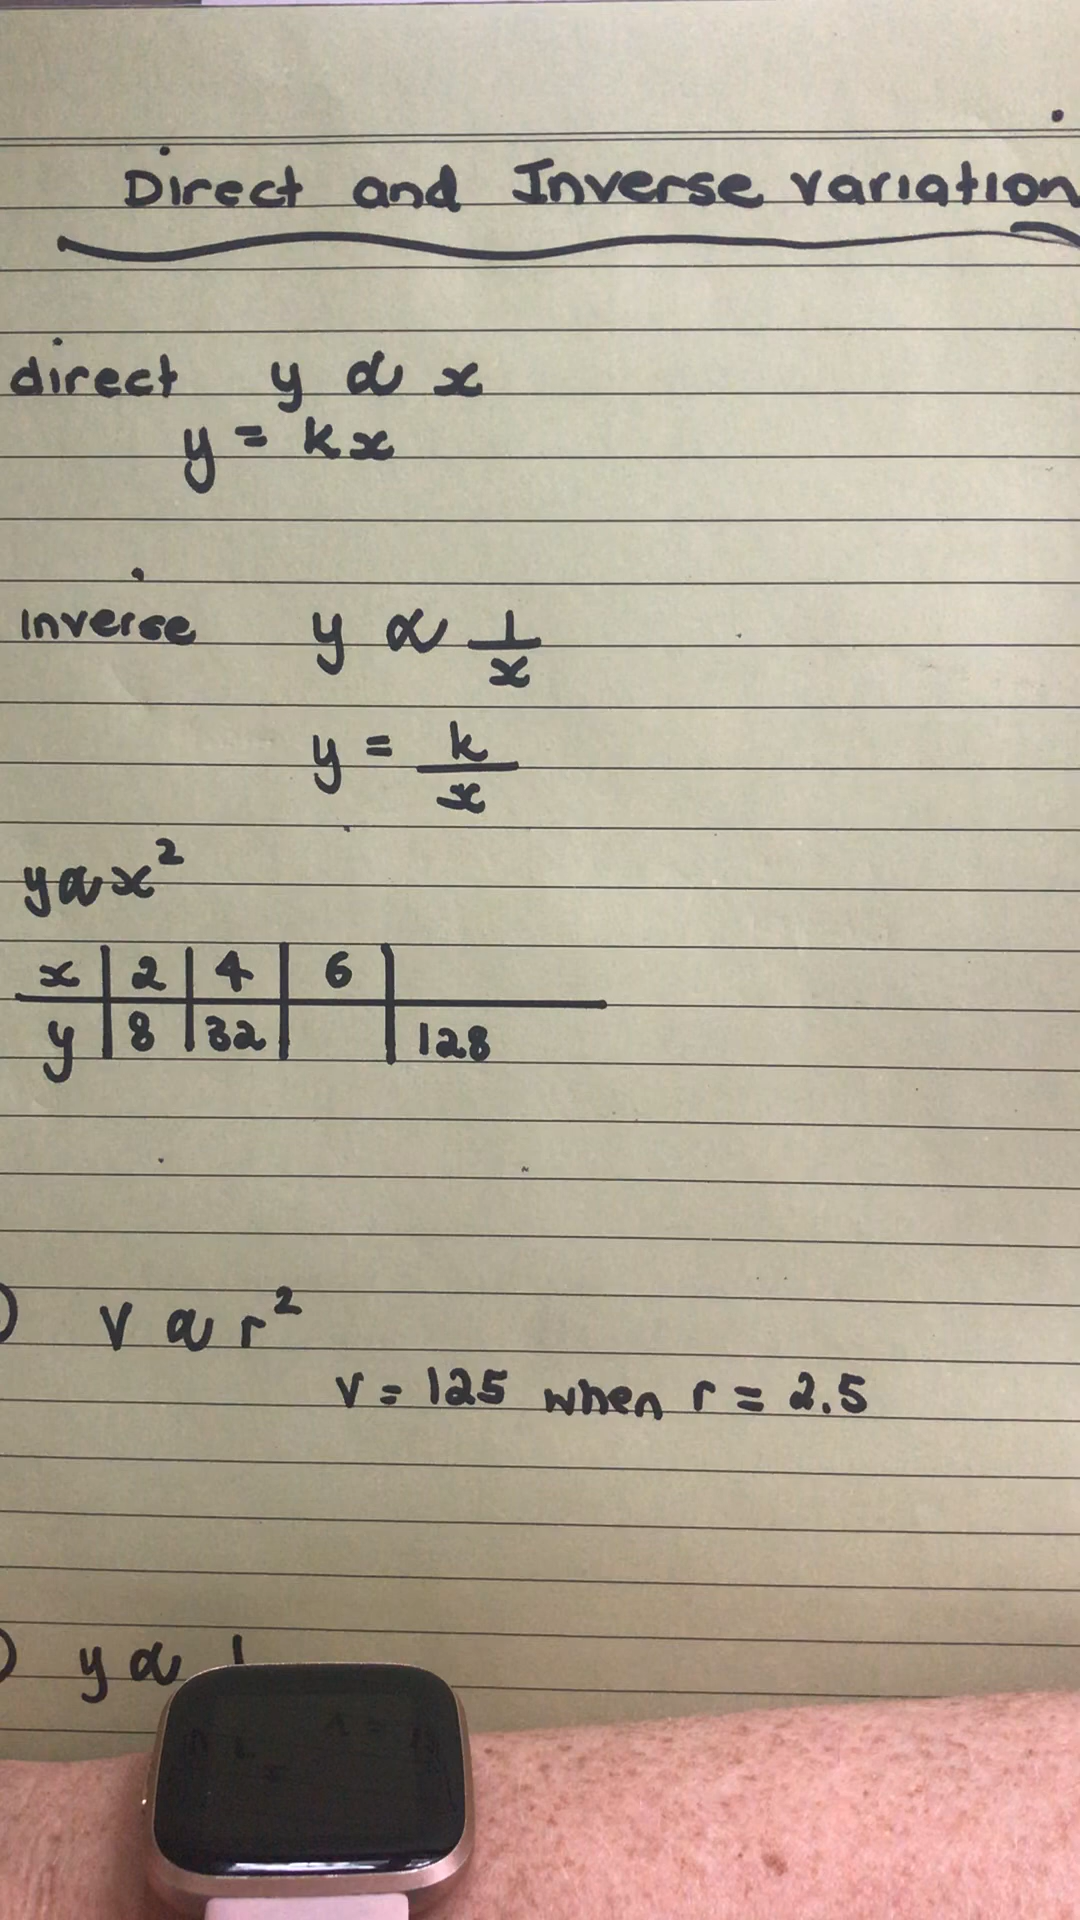 Direct and Inverse variation
direct y ∝ x
y = kx
inverse y ∝ 1/x
y = k/x
y ∝ x²
x | 2 | 4 | 6 |
y | 8 | 32 | | 128
) V ∝ r²
V = 125 when r = 2.5
) y ∝ 1